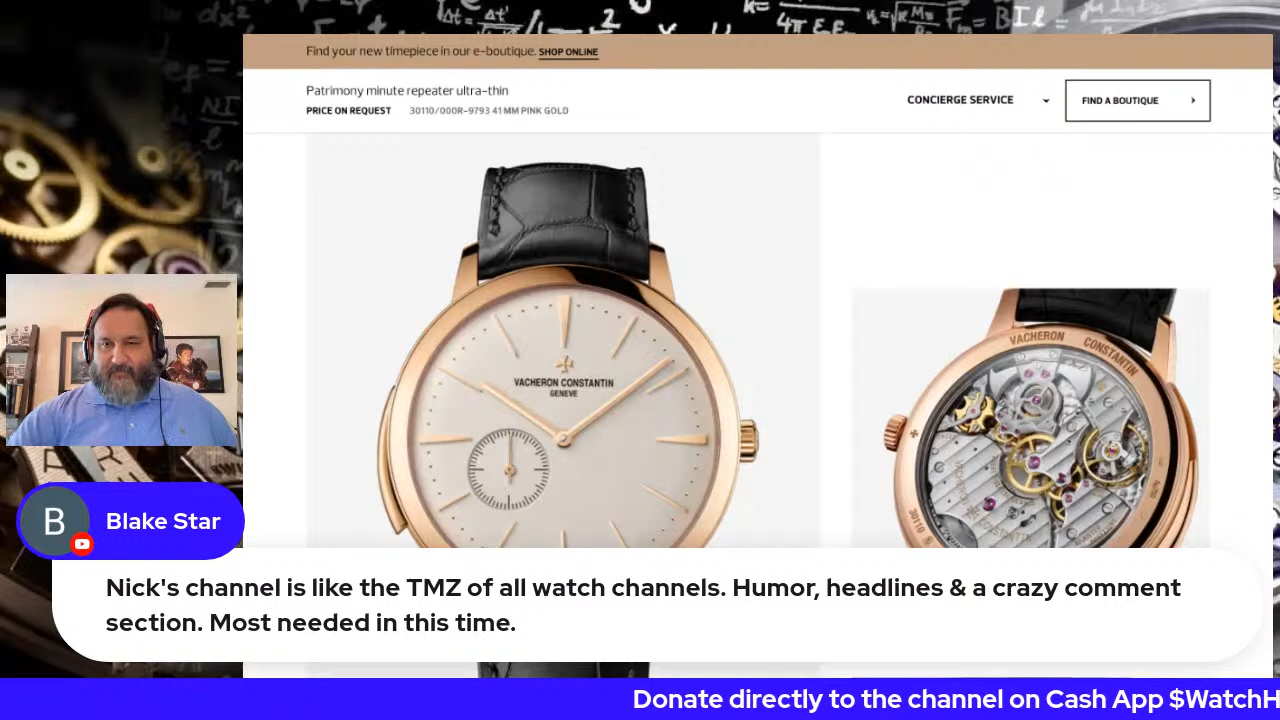 Find your new timepiece in our e-boutique. SHOP ONLINE
Patrimony minute repeater ultra-thin
PRICE ON REQUEST 30110/000R-9793 41 MM PINK GOLD
CONCIERGE SERVICE
FIND A BOUTIQUE
VACHERON CONSTANTIN
GENEVE
VACHERON CONSTANTIN
30110
B
Blake Star
Nick's channel is like the TMZ of all watch channels. Humor, headlines & a crazy comment
section. Most needed in this time.
Donate directly to the channel on Cash App $WatchH